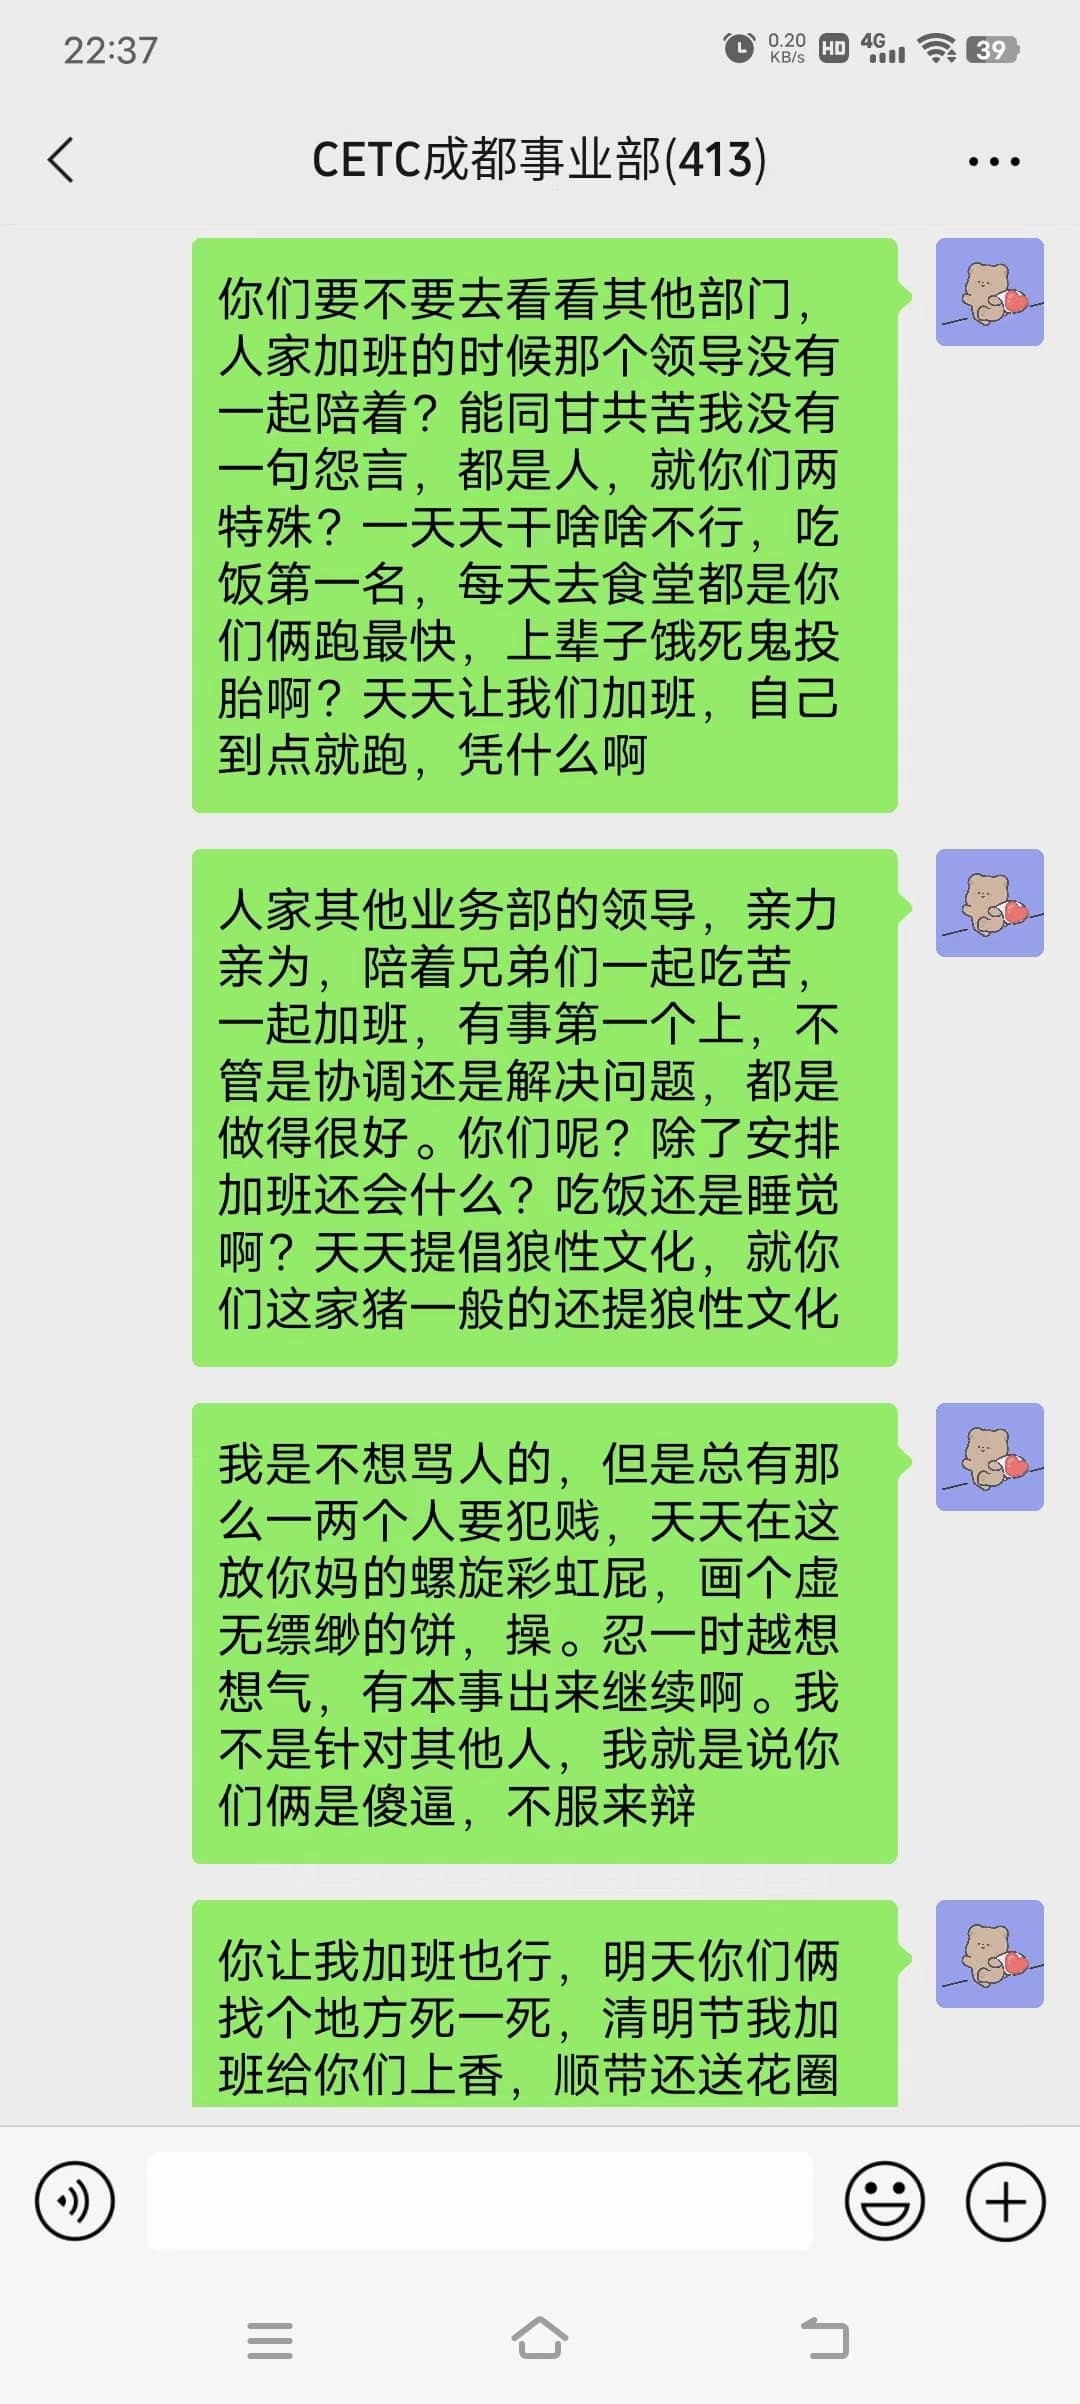 22:37
0.20
KB/s
HD
4G
39
CETC成都事业部(413)
你们要不要去看看其他部门，
人家加班的时候那个领导没有
一起陪着？能同甘共苦我没有
一句怨言，都是人，就你们两
特殊？一天天干啥啥不行，吃
饭第一名，每天去食堂都是你
们俩跑最快，上辈子饿死鬼投
胎啊？天天让我们加班，自己
到点就跑，凭什么啊
人家其他业务部的领导，亲力
亲为，陪着兄弟们一起吃苦，
一起加班，有事第一个上，不
管是协调还是解决问题，都是
做得很好。你们呢？除了安排
加班还会什么？吃饭还是睡觉
啊？天天提倡狼性文化，就你
们这家猪一般的还提狼性文化
我是不想骂人的，但是总有那
么一两个人要犯贱，天天在这
放你妈的螺旋彩虹屁，画个虚
无缥缈的饼，操。忍一时越想
想气，有本事出来继续啊。我
不是针对其他人，我就是说你
们俩是傻逼，不服来辩
你让我加班也行，明天你们俩
找个地方死一死，清明节我加
班给你们上香，顺带还送花圈